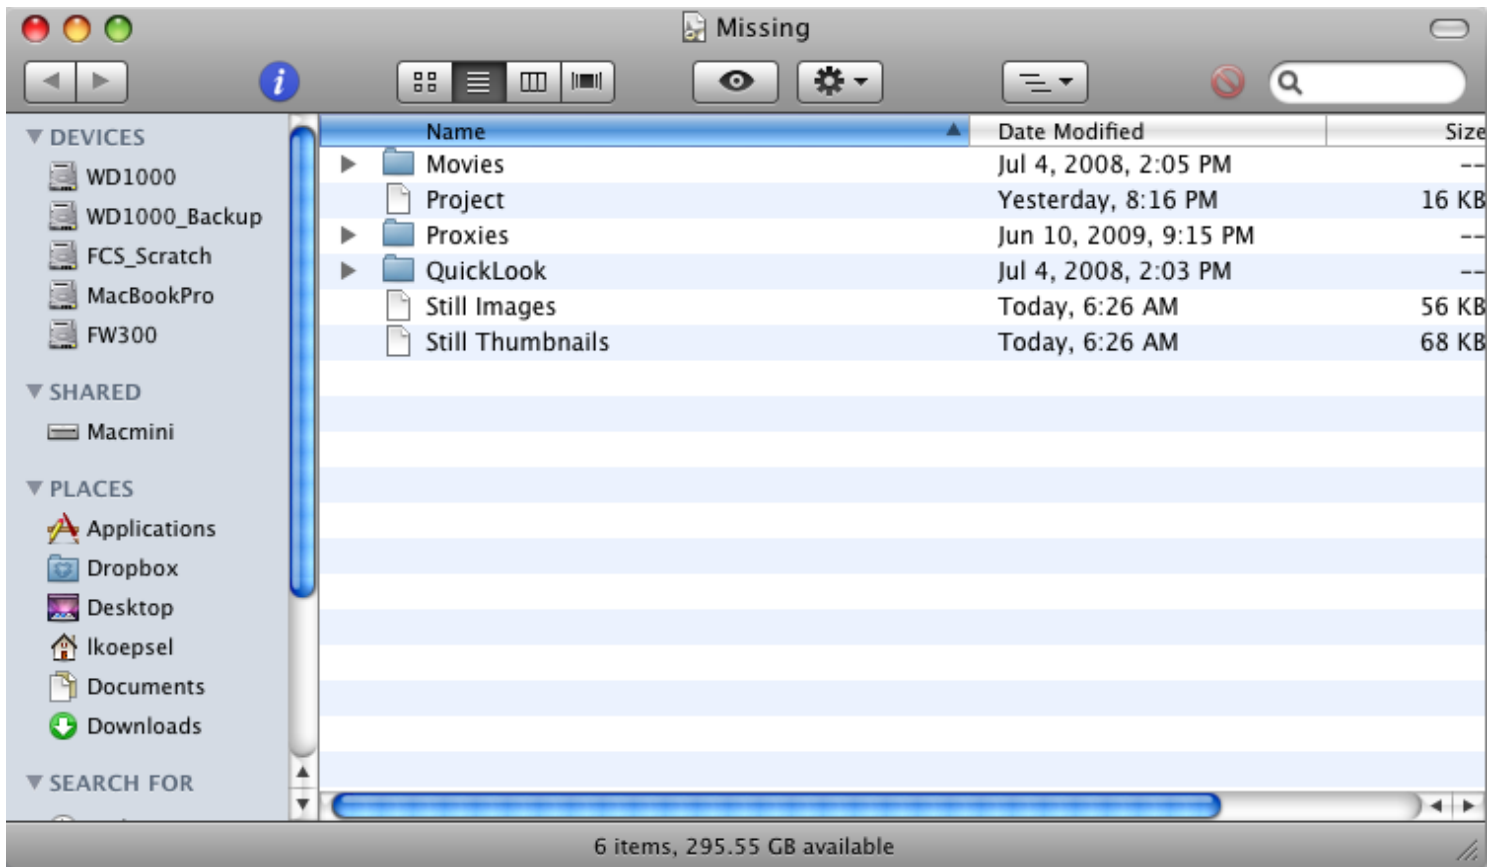 Missing
DEVICES
WD1000
WD1000_Backup
FCS_Scratch
MacBookPro
FW300
SHARED
Macmini
PLACES
Applications
Dropbox
Desktop
lkoepsel
Documents
Downloads
SEARCH FOR
Name Date Modified Size
Movies Jul 4, 2008, 2:05 PM --
Project Yesterday, 8:16 PM 16 KB
Proxies Jun 10, 2009, 9:15 PM --
QuickLook Jul 4, 2008, 2:03 PM --
Still Images Today, 6:26 AM 56 KB
Still Thumbnails Today, 6:26 AM 68 KB
6 items, 295.55 GB available